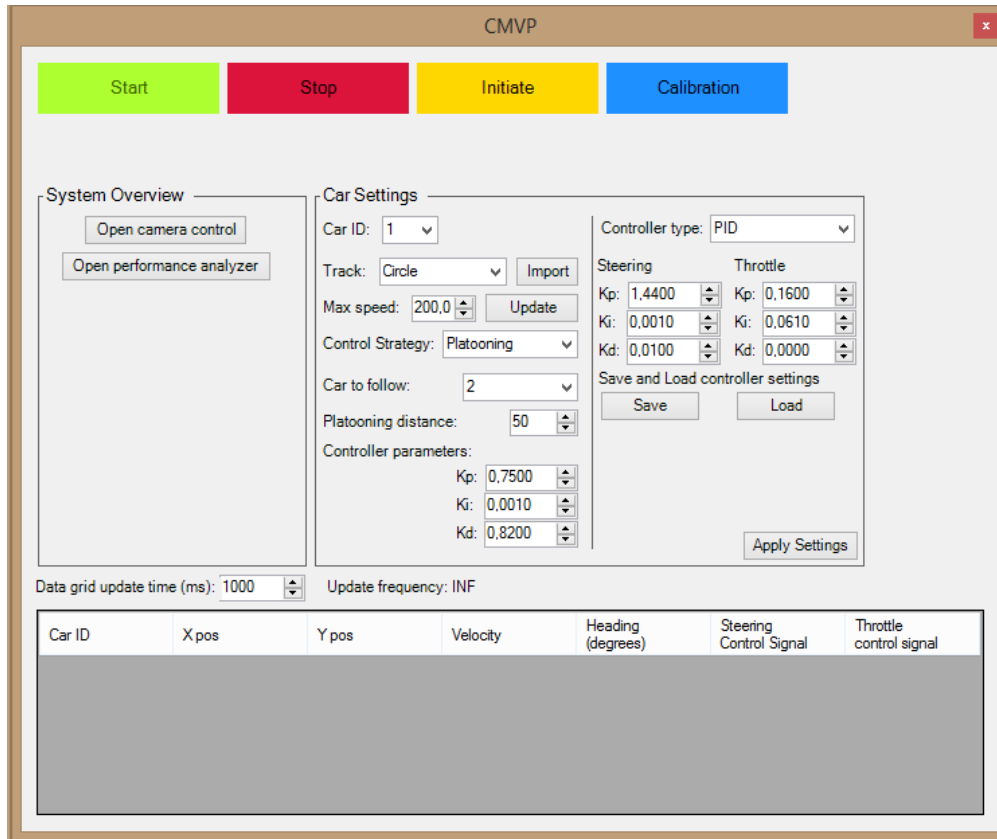 CMVP
x
Start Stop Initiate Calibration
System Overview
Open camera control
Open performance analyzer
Car Settings
Car ID: 1
Track: Circle Import
Max speed: 200,0 Update
Control Strategy: Platooning
Car to follow: 2
Platooning distance: 50
Controller parameters:
Kp: 0,7500
Ki: 0,0010
Kd: 0,8200
Controller type: PID
Steering Throttle
Kp: 1,4400 Kp: 0,1600
Ki: 0,0010 Ki: 0,0610
Kd: 0,0100 Kd: 0,0000
Save and Load controller settings
Save Load
Apply Settings
Data grid update time (ms): 1000 Update frequency: INF
Car ID X pos Y pos Velocity Heading (degrees) Steering Control Signal Throttle control signal